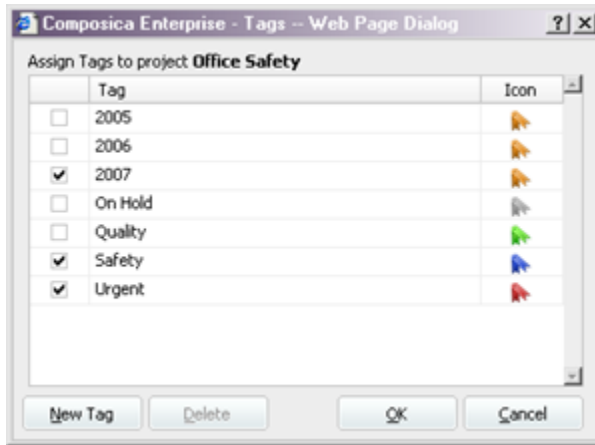 Composica Enterprise - Tags -- Web Page Dialog ? X
Assign Tags to project Office Safety
Tag Icon
2005
2006
2007
On Hold
Quality
Safety
Urgent
New Tag Delete OK Cancel